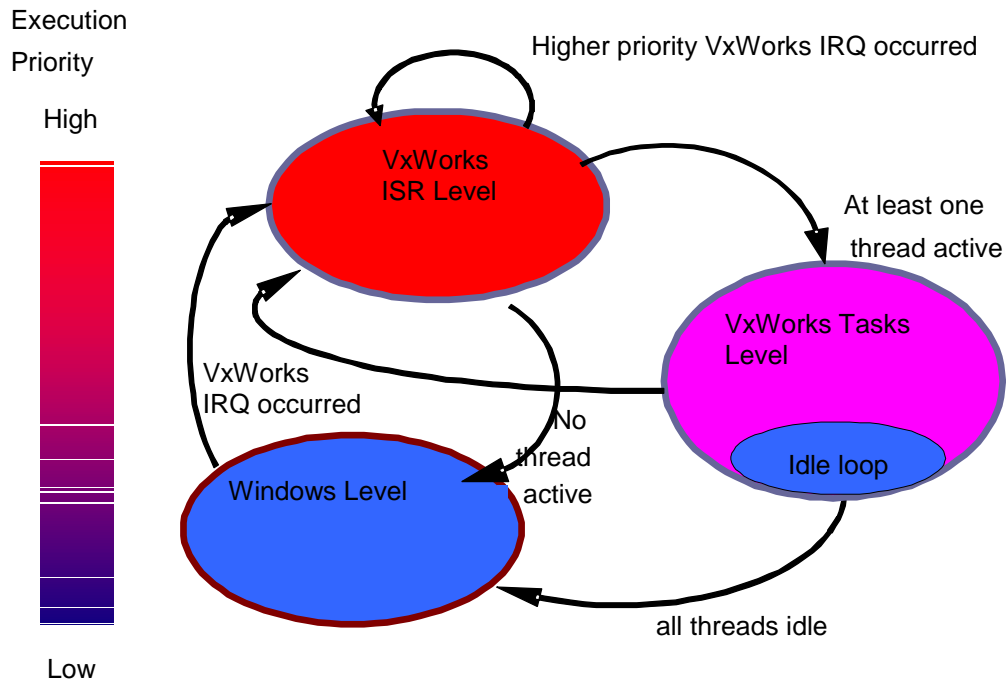 Execution
Priority
High
Higher priority VxWorks IRQ occurred
VxWorks
ISR Level
At least one
thread active
VxWorks Tasks
Level
VxWorks
IRQ occurred
No
thread
active
Idle loop
Windows Level
all threads idle
Low